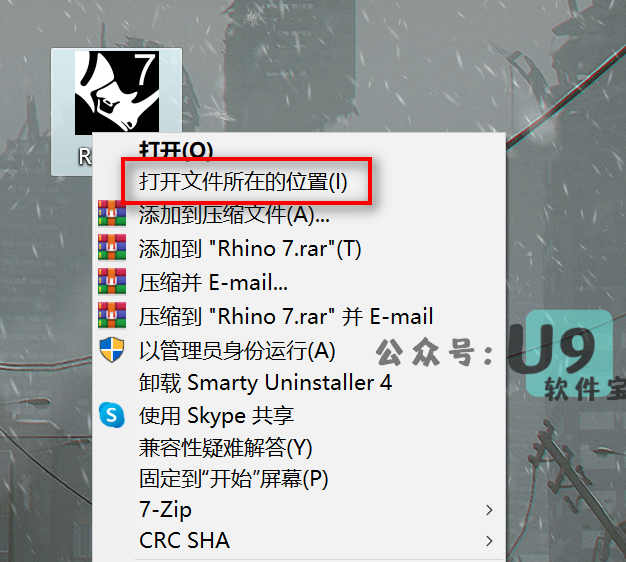 7
R
打开(O)
打开文件所在的位置(I)
添加到压缩文件(A)...
添加到 "Rhino 7.rar"(T)
压缩并 E-mail...
压缩到 "Rhino 7.rar" 并 E-mail
以管理员身份运行(A)
公众号:U9
软件宝
卸载 Smarty Uninstaller 4
S
使用 Skype 共享
兼容性疑难解答(Y)
固定到“开始”屏幕(P)
7-Zip
CRC SHA